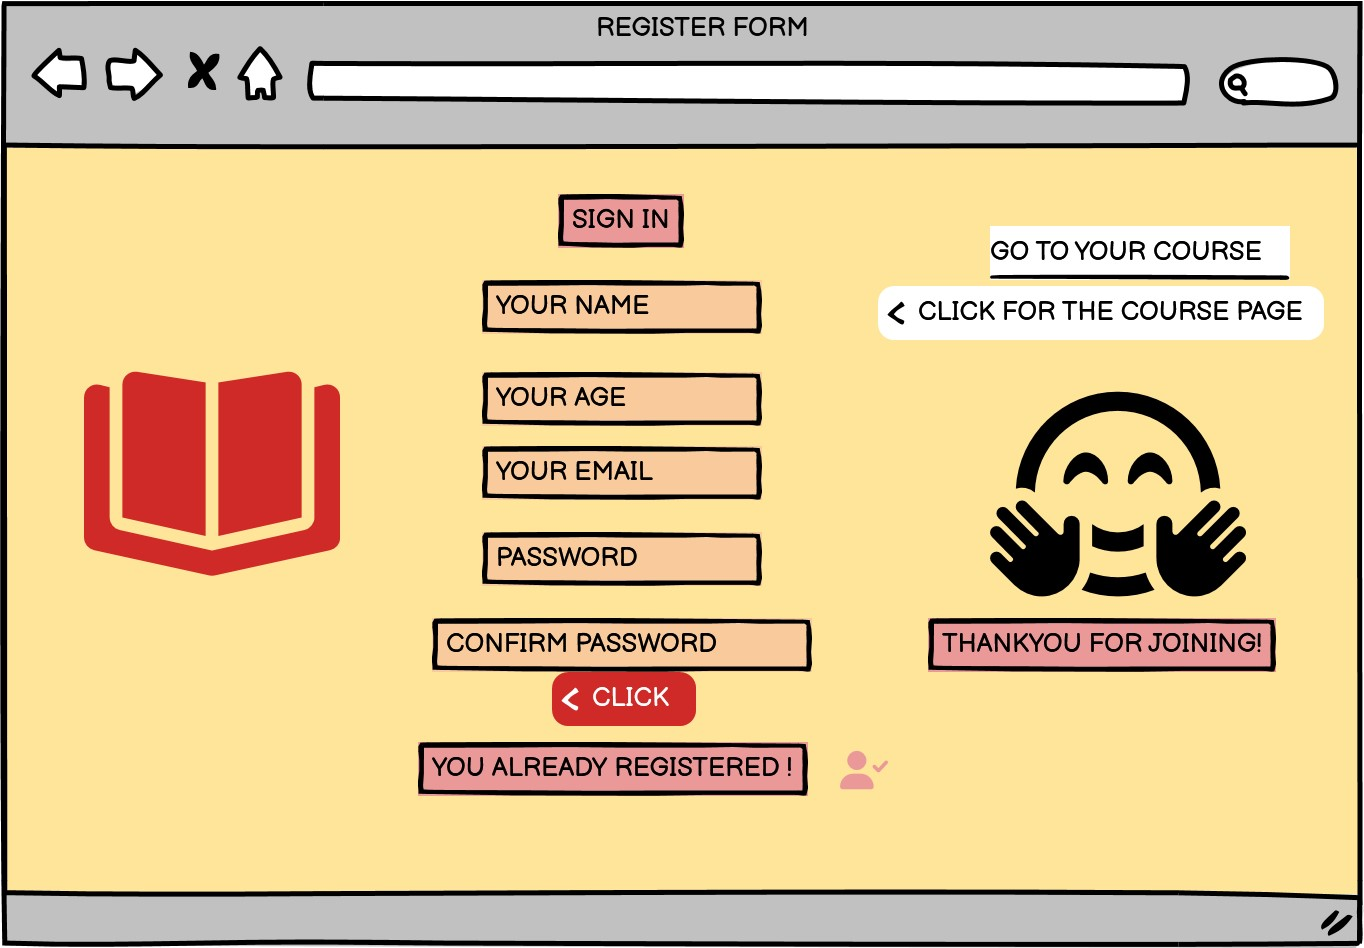 REGISTER FORM
SIGN IN
YOUR NAME
YOUR AGE
YOUR EMAIL
PASSWORD
CONFIRM PASSWORD
CLICK
YOU ALREADY REGISTERED !
GO TO YOUR COURSE
CLICK FOR THE COURSE PAGE
THANKYOU FOR JOINING!